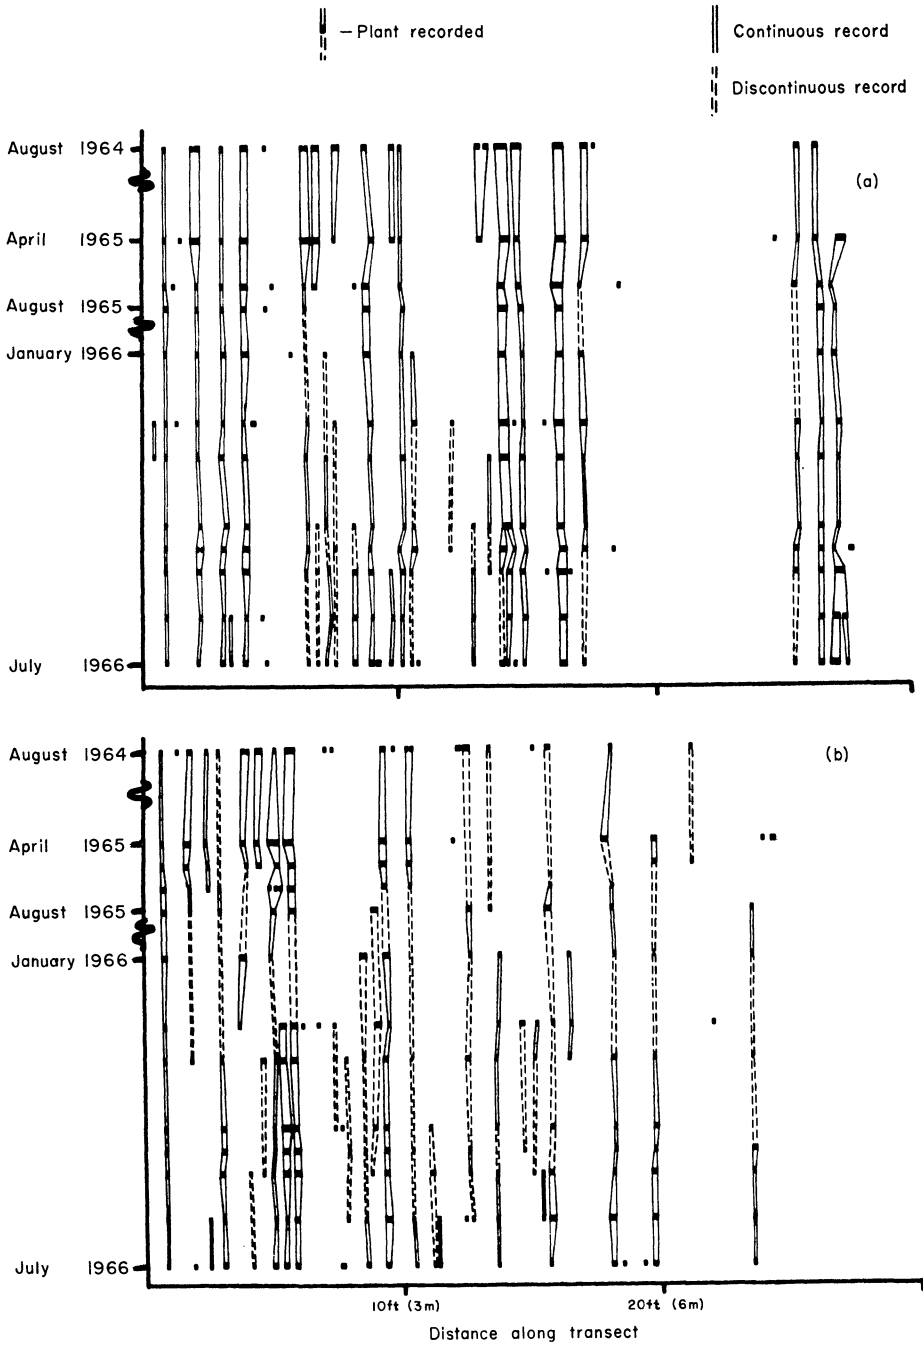 —Plant recorded
Continuous record
Discontinuous record
August 1964
(a)
April 1965
August 1965
January 1966
July 1966
August 1964
(b)
April 1965
August 1965
January 1966
July 1966
10ft (3m)
20ft (6m)
Distance along transect